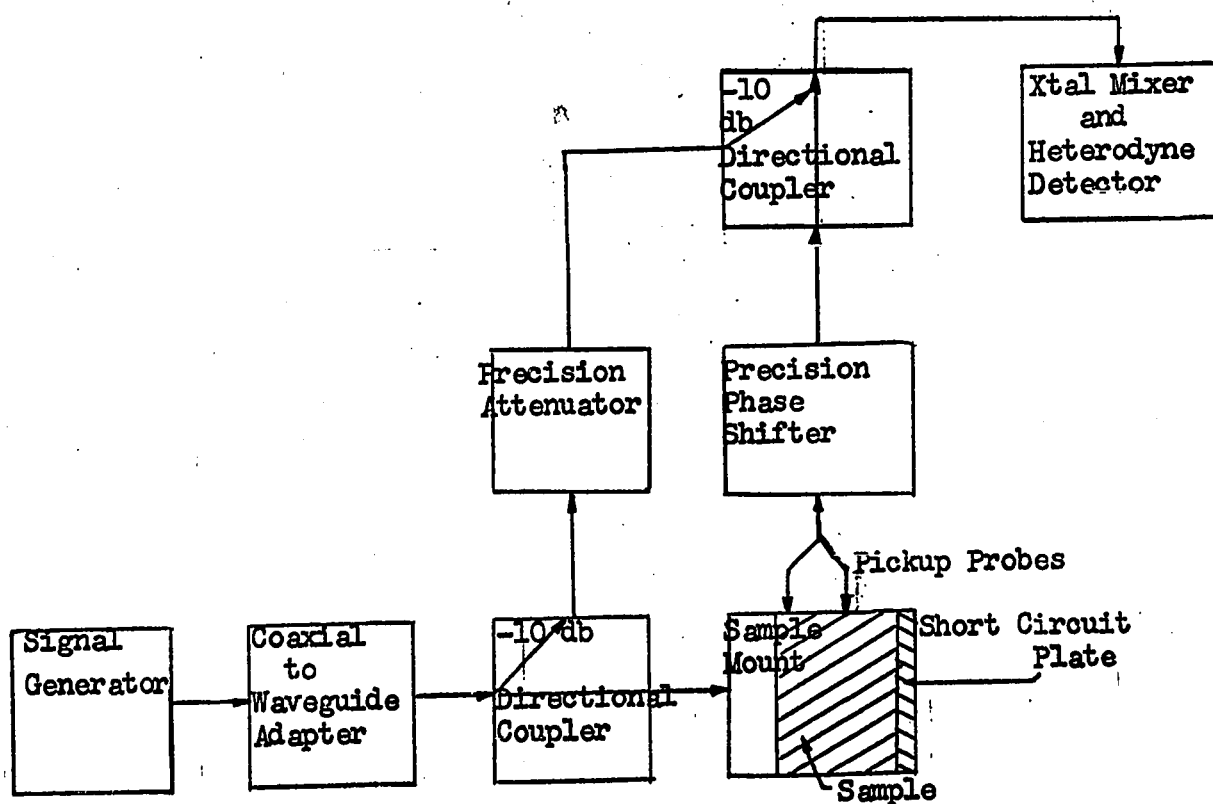 -10
db
Directional
Coupler
Xtal Mixer
and
Heterodyne
Detector
Precision
Attenuator
Precision
Phase
Shifter
Pickup Probes
Signal
Generator
Coaxial
to
Waveguide
Adapter
-10 db
Directional
Coupler
Sample
Mount
Short Circuit
Plate
Sample